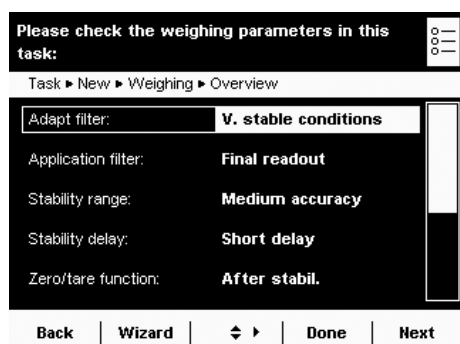 Please check the weighing parameters in this
task:
Task ▸ New ▸ Weighing ▸ Overview
Adapt filter: V. stable conditions
Application filter: Final readout
Stability range: Medium accuracy
Stability delay: Short delay
Zero/tare function: After stabil.
Back Wizard Done Next